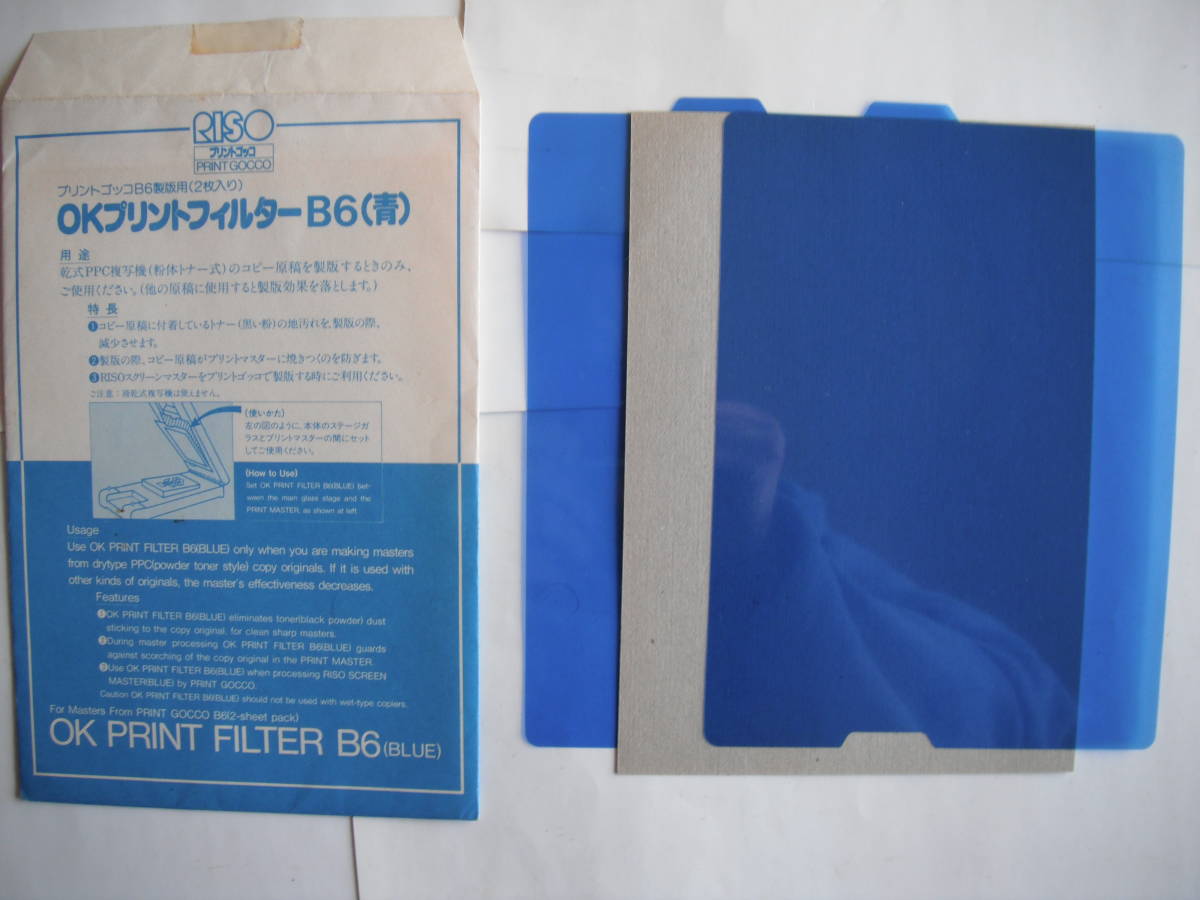 RISO
プリントゴッコ
PRINT GOCCO
プリントゴッコB6製版用(2枚入り)
OKプリントフィルターB6(青)
用途
乾式PPC複写機(粉体トナー式)のコピー原稿を製版するときのみ、
ご使用ください。(他の原稿に使用すると製版効果を落とします。)
特長
❶コピー原稿に付着しているトナー(黒い粉)の地汚れを、製版の際、
減少させます。
❷製版の際、コピー原稿がプリントマスターに焼きつくのを防ぎます。
❸RISOスクリーンマスターをプリントゴッコで製版する時にご利用ください。
ご注意:湿乾式複写機は使えません。
(使いかた)
左の図のように、本体のステージガ
ラスとプリントマスターの間にセット
してご使用ください。
(How to Use)
Set OK PRINT FILTER B6(BLUE) bet-
ween the main glass stage and the
PRINT MASTER, as shown at left
Usage
Use OK PRINT FILTER B6(BLUE) only when you are making masters
from drytype PPC(powder toner style) copy originals. If it is used with
other kinds of originals, the master's effectiveness decreases.
Features
❶OK PRINT FILTER B6(BLUE) eliminates toner(black powder) dust
sticking to the copy original, for clean sharp masters.
❷During master processing OK PRINT FILTER B6(BLUE) guards
against scorching of the copy original in the PRINT MASTER.
❸Use OK PRINT FILTER B6(BLUE) when processing RISO SCREEN
MASTER(BLUE) by PRINT GOCCO.
Caution OK PRINT FILTER B6(BLUE) should not be used with wet-type copiers.
For Masters From PRINT GOCCO B6(2-sheet pack)
OK PRINT FILTER B6(BLUE)